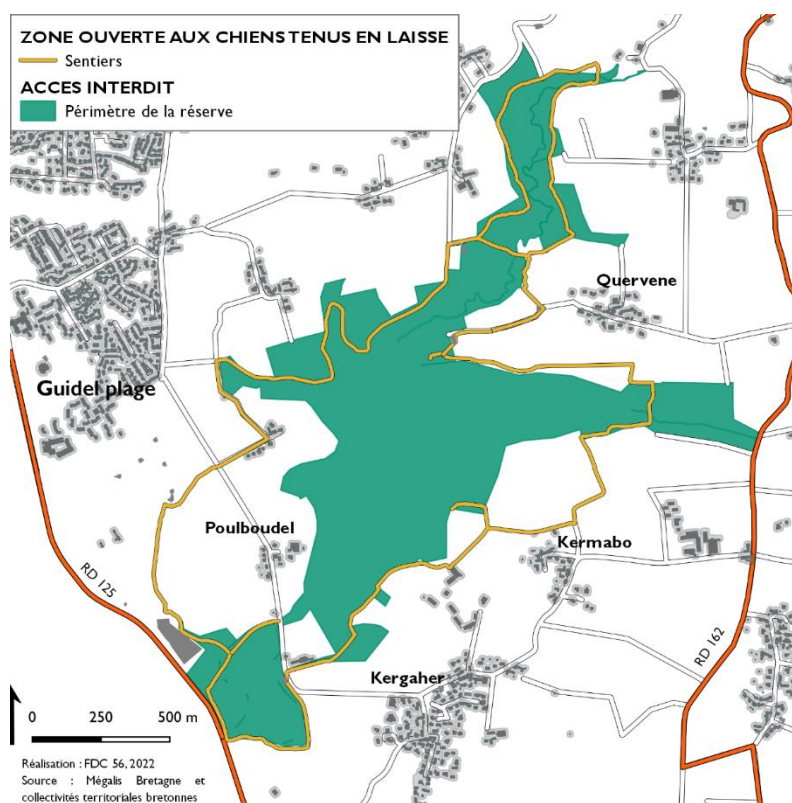 ZONE OUVERTE AUX CHIENS TENUS EN LAISSE
Sentiers
ACCES INTERDIT
Périmètre de la réserve
Quervene
Guidel plage
Poulboudel
Kermabo
RD 125
RD 162
Kergaher
0 250 500 m
Réalisation : FDC 56, 2022
Source : Mégalis Bretagne et
collectivités territoriales bretonnes